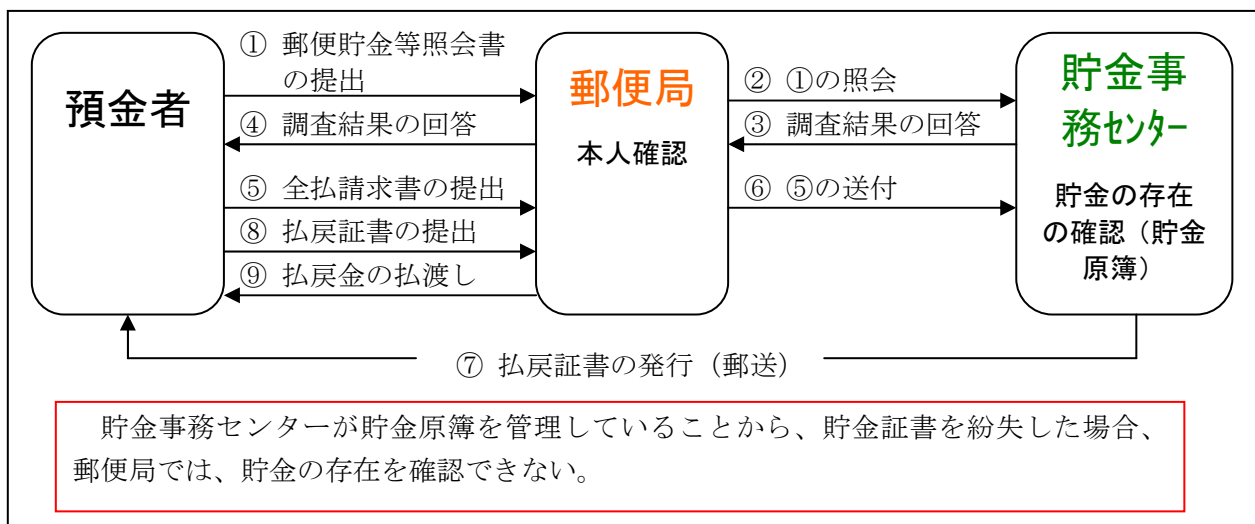 預金者
① 郵便貯金等照会書
の提出
④ 調査結果の回答
⑤ 全払請求書の提出
⑧ 払戻証書の提出
⑨ 払戻金の払渡し
郵便局
本人確認
② ①の照会
③ 調査結果の回答
⑥ ⑤の送付
貯金事
務センター
貯金の存在
の確認（貯金
原簿）
⑦ 払戻証書の発行（郵送）
貯金事務センターが貯金原簿を管理していることから、貯金証書を紛失した場合、
郵便局では、貯金の存在を確認できない。